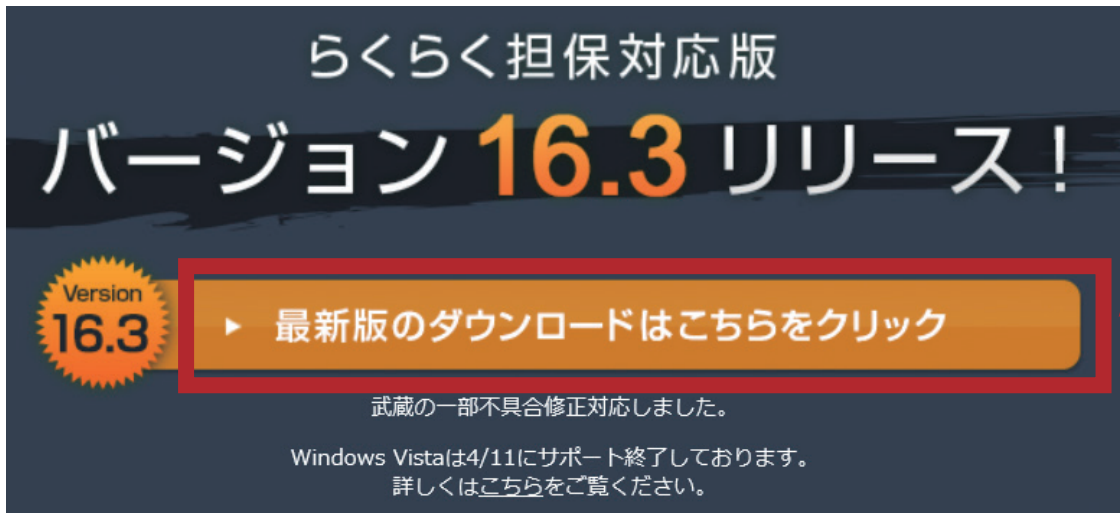 らくらく担保対応版
バージョン 16.3 リリース！
Version
16.3
最新版のダウンロードはこちらをクリック
武蔵の一部不具合修正対応しました。
Windows Vistaは4/11にサポート終了しております。
詳しくはこちらをご覧ください。